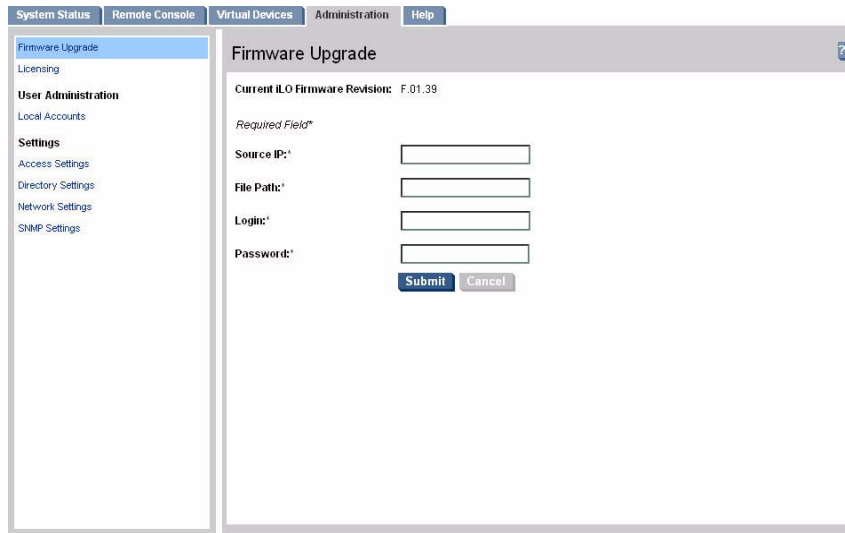 System Status Remote Console Virtual Devices Administration Help
Firmware Upgrade
Licensing
User Administration
Local Accounts
Settings
Access Settings
Directory Settings
Network Settings
SNMP Settings
Firmware Upgrade ?
Current iLO Firmware Revision: F.01.39
Required Field*
Source IP:*
File Path:*
Login:*
Password:*
Submit Cancel